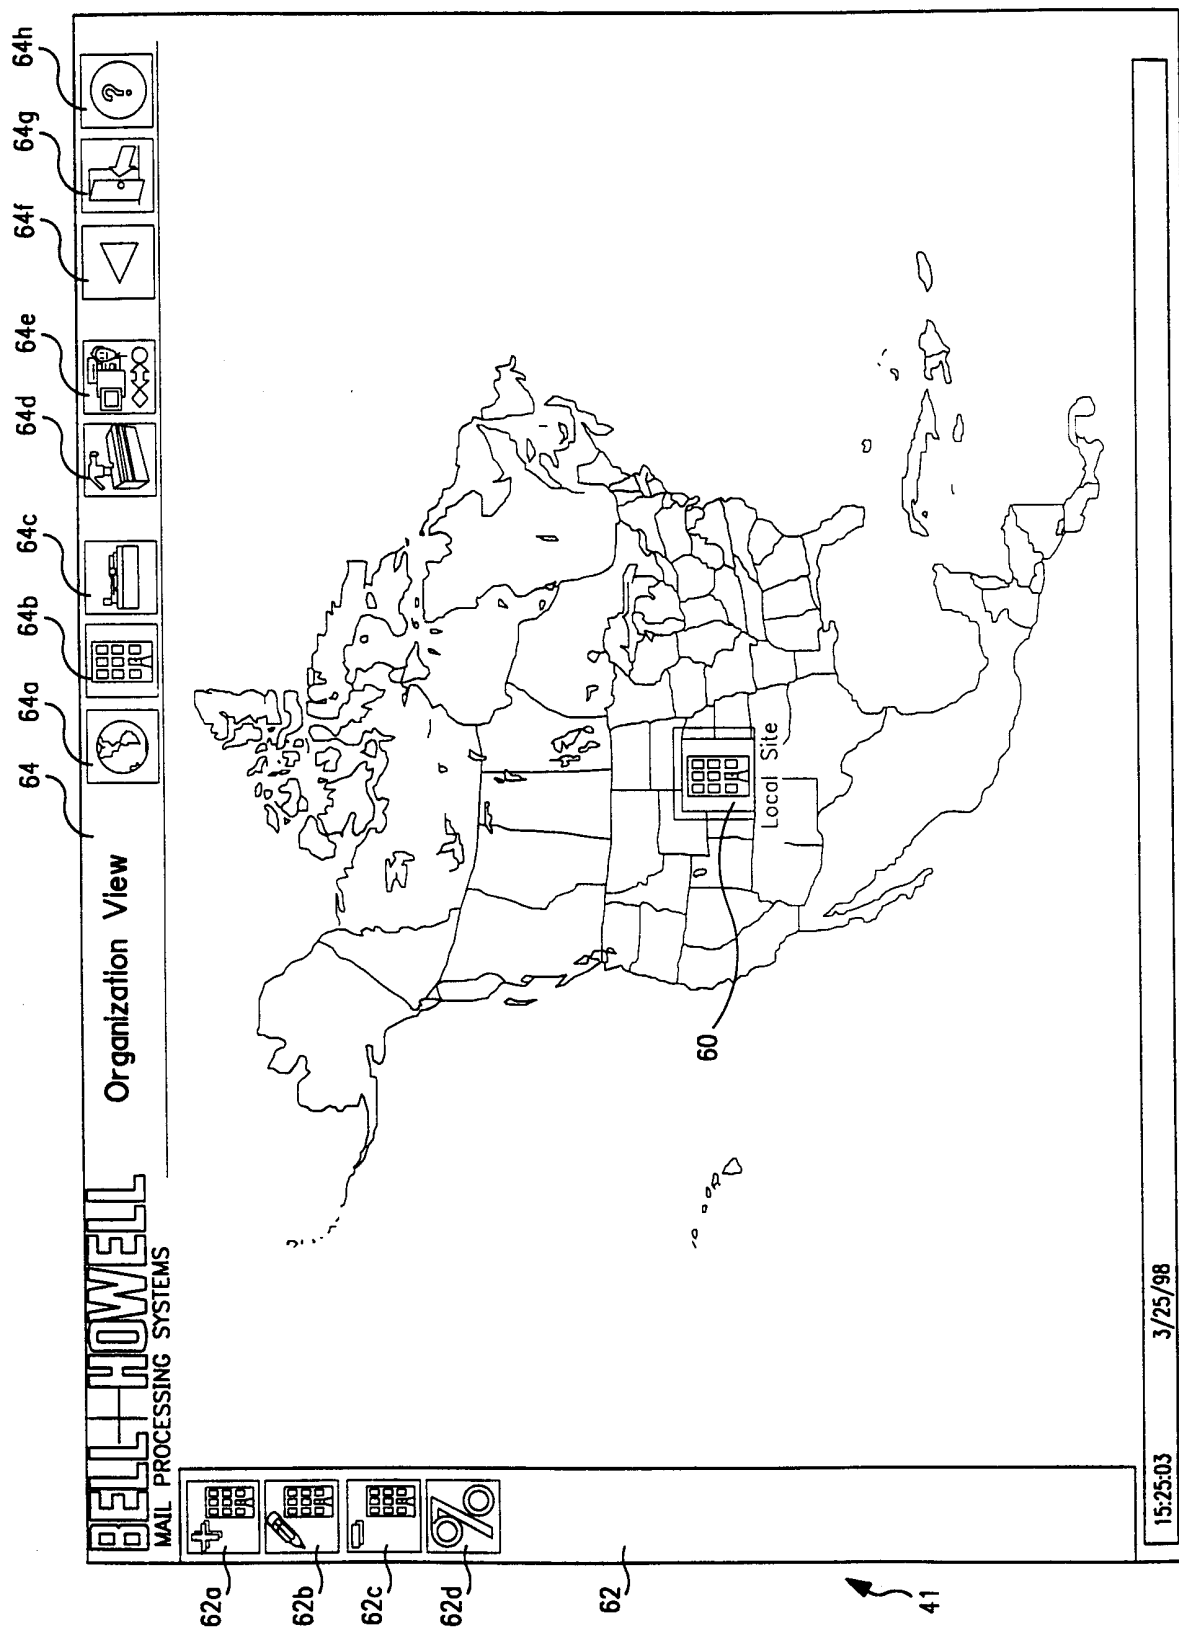 64
64a
64b
64c
64d
64e
64f
64g
64h
BELL+HOWELL
MAIL PROCESSING SYSTEMS
Organization View
?
62a
62b
62c
62d
%
62
41
60
Local Site
15:25:03
3/25/98